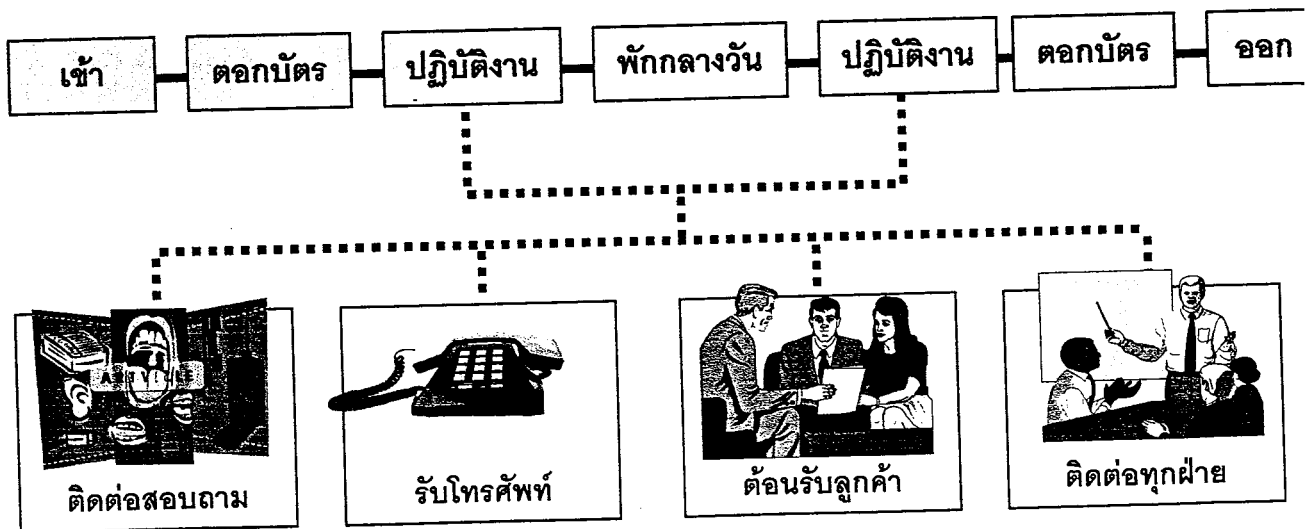 เข้า
ตอกบัตร
ปฏิบัติงาน
พักกลางวัน
ปฏิบัติงาน
ตอกบัตร
ออก
ติดต่อสอบถาม
รับโทรศัพท์
ต้อนรับลูกค้า
ติดต่อทุกฝ่าย